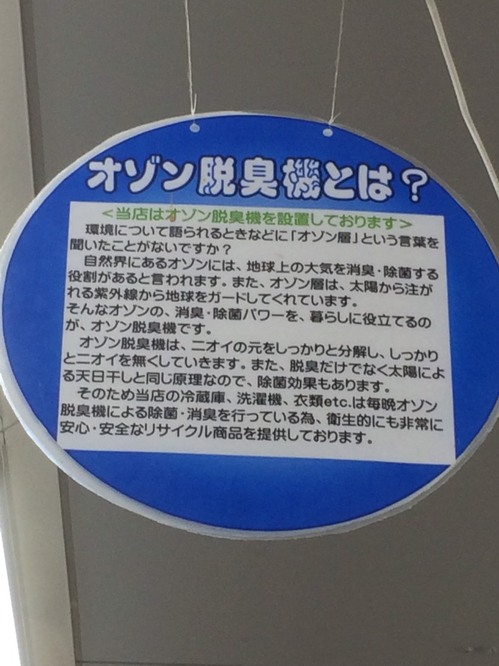 オゾン脱臭機とは？
＜当店はオゾン脱臭機を設置しております＞
環境について語られるときなどに「オゾン層」という言葉を
聞いたことがないですか？
自然界にあるオゾンには、地球上の大気を消臭・除菌する
役割があると言われます。また、オゾン層は、太陽から注が
れる紫外線から地球をガードしてくれています。
そんなオゾンの、消臭・除菌パワーを、暮らしに役立てるの
が、オゾン脱臭機です。
オゾン脱臭機は、ニオイの元をしっかりと分解し、しっかり
とニオイを無くしていきます。また、脱臭だけでなく太陽によ
る天日干しと同じ原理なので、除菌効果もあります。
そのため当店の冷蔵庫、洗濯機、衣類etc.は毎晩オゾン
脱臭機による除菌・消臭を行っている為、衛生的にも非常に
安心・安全なリサイクル商品を提供しております。